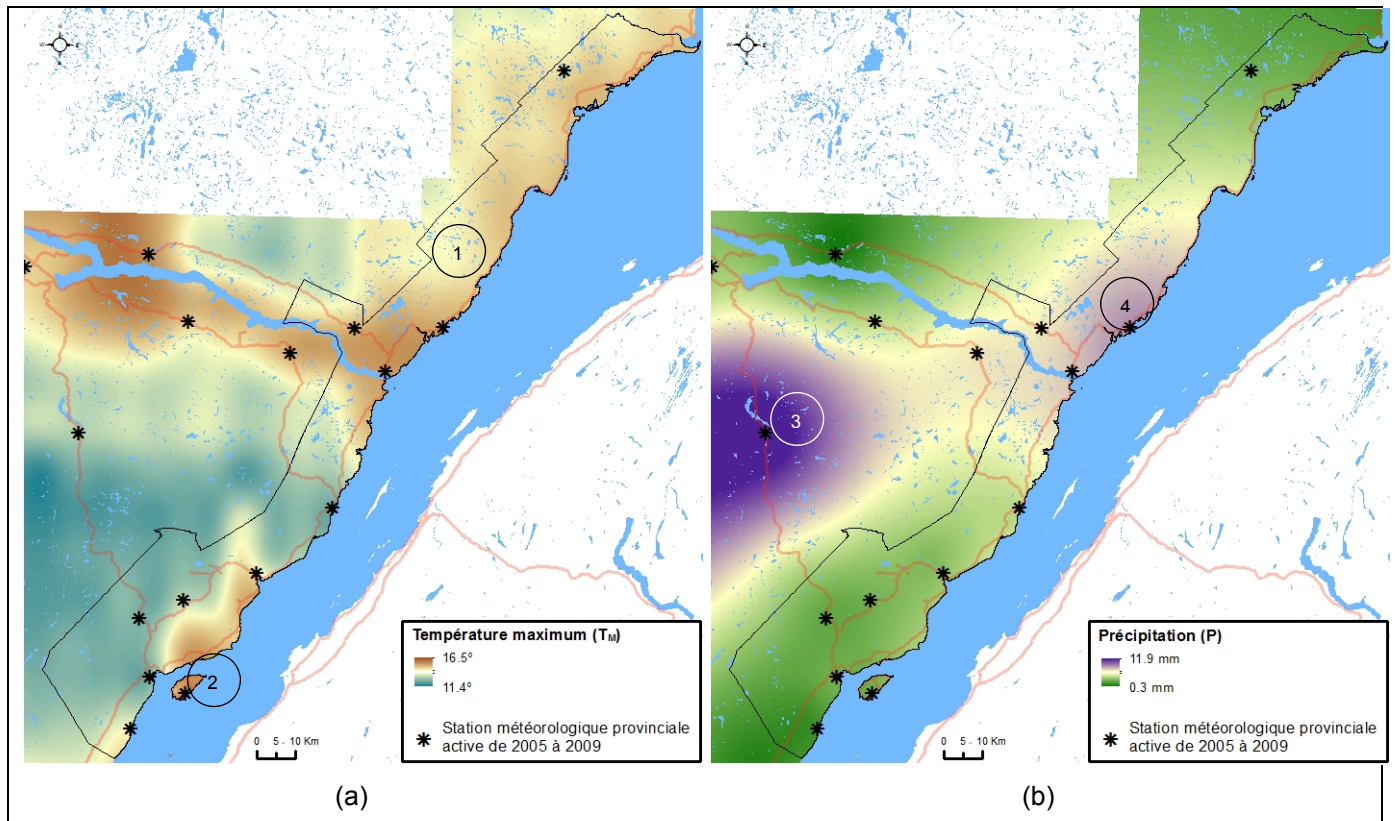 1
2
Température maximum (TM)
16.5°
11.4°
Station météorologique provinciale
active de 2005 à 2009
0 5 - 10 Km
(a)
3
4
Précipitation (P)
11.9 mm
0.3 mm
Station météorologique provinciale
active de 2005 à 2009
0 5 - 10 Km
(b)